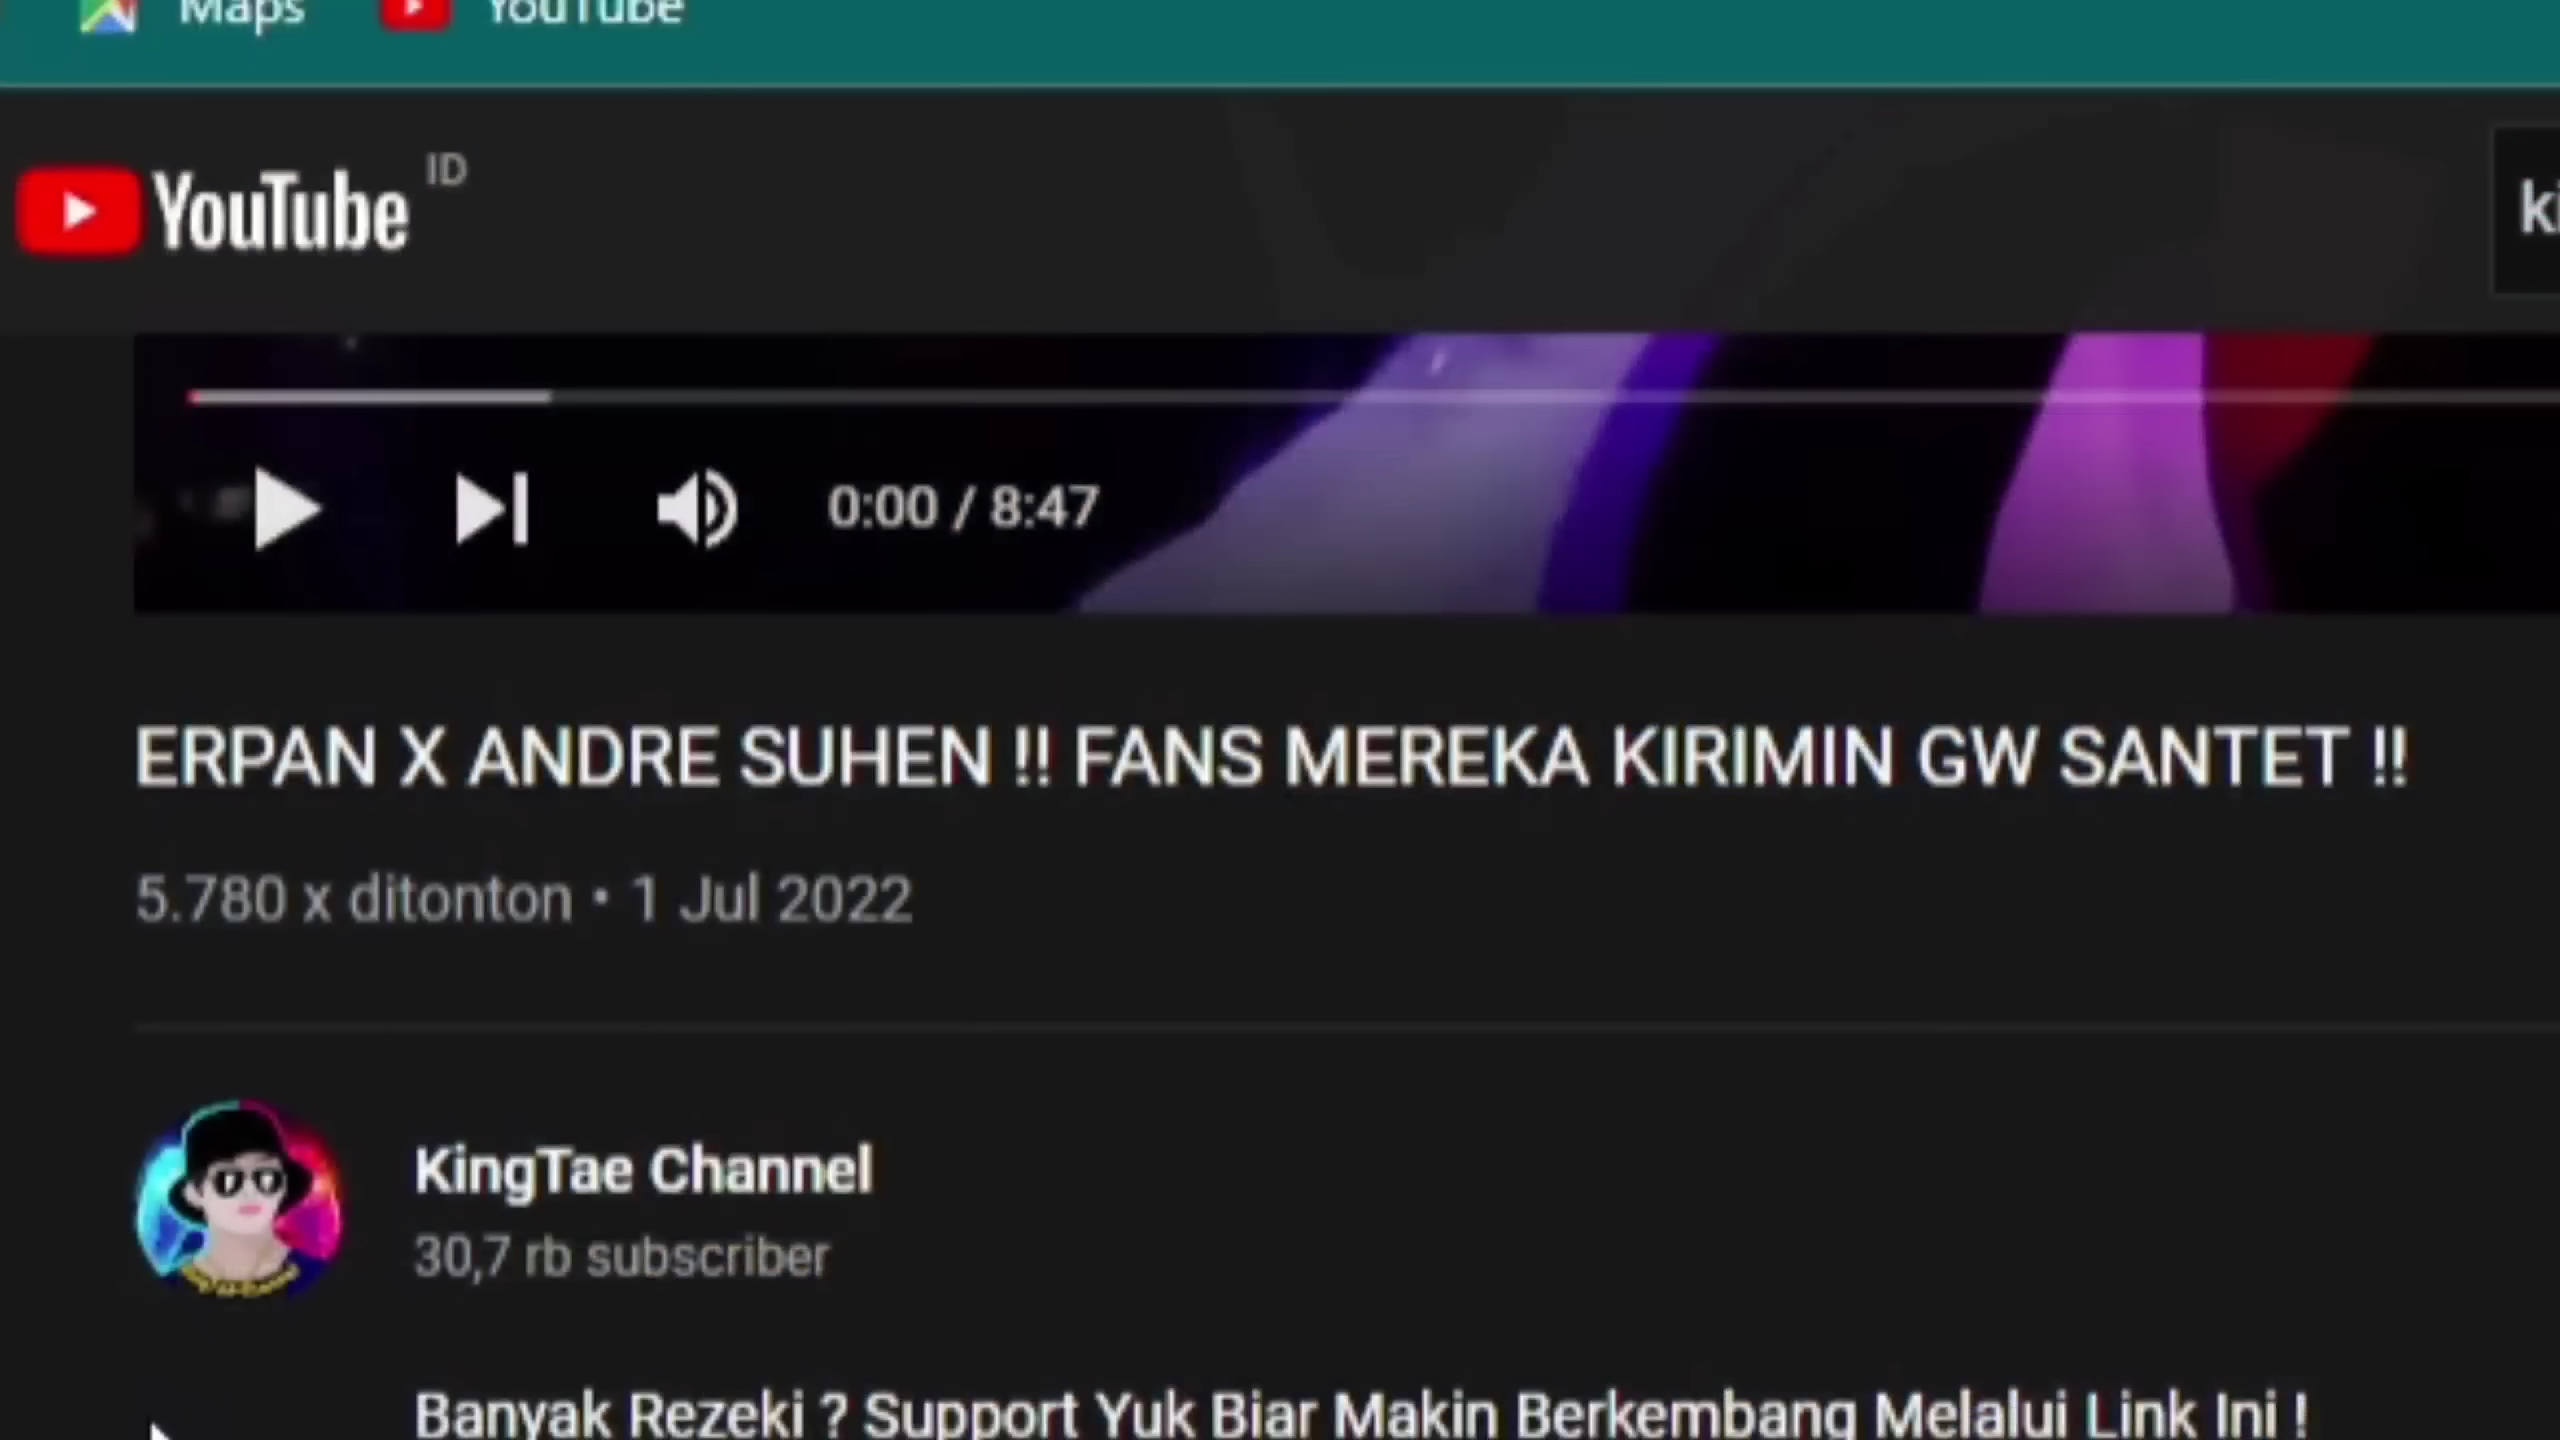 Maps YouTube
YouTube ID
ki
0:00 / 8:47
ERPAN X ANDRE SUHEN !! FANS MEREKA KIRIMIN GW SANTET !!
5.780 x ditonton • 1 Jul 2022
KingTae Channel
30,7 rb subscriber
Banyak Rezeki ? Support Yuk Biar Makin Berkembang Melalui Link Ini !